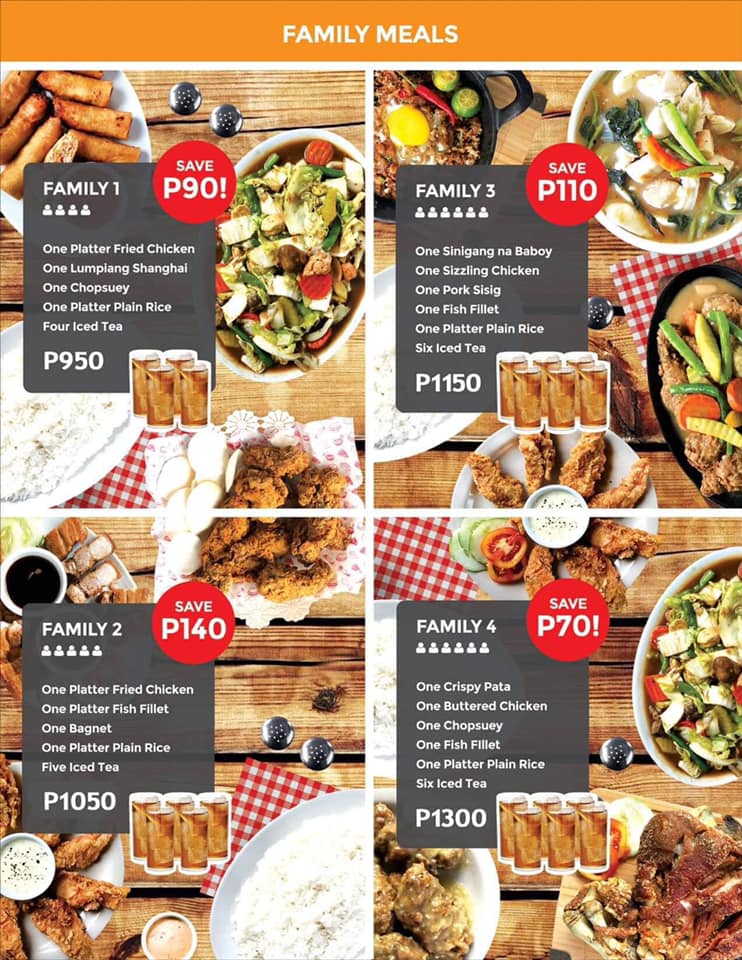 FAMILY MEALS
SAVE
P90!
FAMILY 1
One Platter Fried Chicken
One Lumpiang Shanghai
One Chopsuey
One Platter Plain Rice
Four Iced Tea
P950
SAVE
P110
FAMILY 3
One Sinigang na Baboy
One Sizzling Chicken
One Pork Sisig
One Fish Fillet
One Platter Plain Rice
Six Iced Tea
P1150
SAVE
P140
FAMILY 2
One Platter Fried Chicken
One Platter Fish Fillet
One Bagnet
One Platter Plain Rice
Five Iced Tea
P1050
SAVE
P70!
FAMILY 4
One Crispy Pata
One Buttered Chicken
One Chopsuey
One Fish FIllet
One Platter Plain Rice
Six Iced Tea
P1300